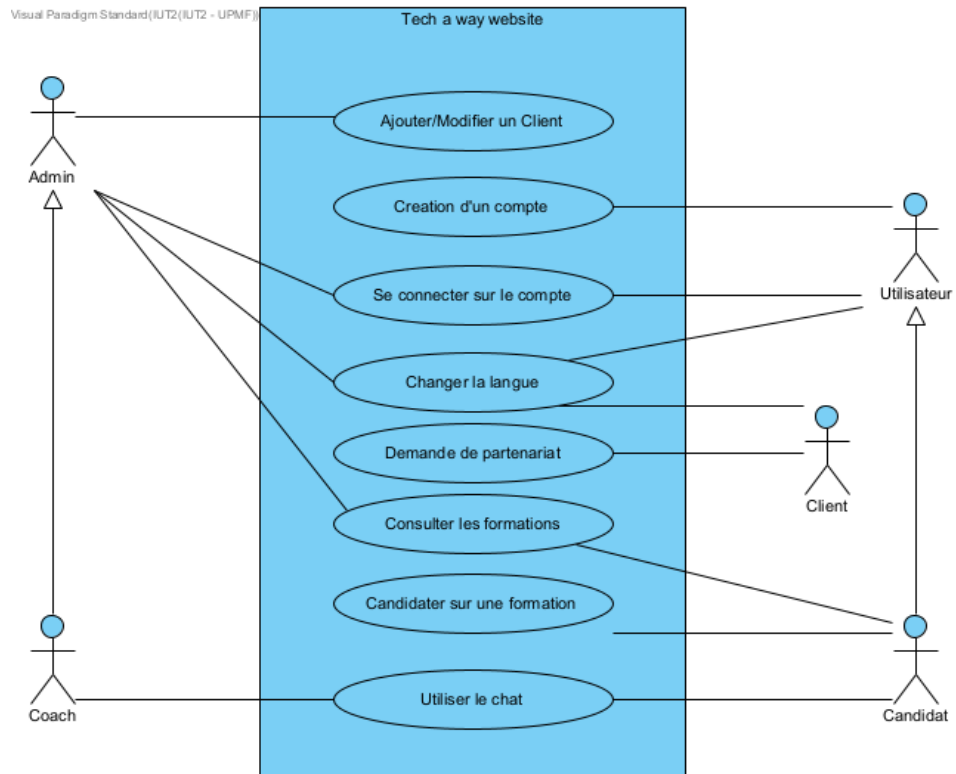 Visual Paradigm Standard(IUT2(IUT2 - UPMF))
Tech a way website
Ajouter/Modifier un Client
Admin
Creation d'un compte
Se connecter sur le compte
Utilisateur
Changer la langue
Demande de partenariat
Client
Consulter les formations
Candidater sur une formation
Utiliser le chat
Coach
Candidat